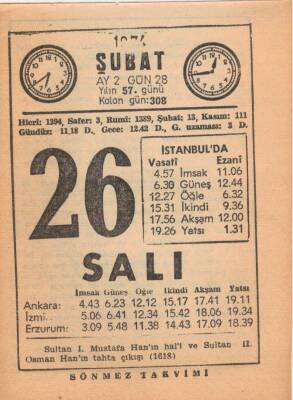 1974
ŞUBAT
AY 2 GÜN 28
Yılın 57. günü
Kalan gün: 308
Hicri: 1394, Safer: 3, Rumi: 1389, Şubat: 13, Kasım: 111
Gündüz: 11,18 D., Gece: 12.42 D., G. uzaması: 3 D.
26
İSTANBUL'DA
Vasatî Ezanî
4.57 İmsak 11.06
6.30 Güneş 12.44
12.27 Öğle 6.32
15.31 İkindi 9.36
17.56 Akşam 12.00
19.26 Yatsı 1.31
SALI
İmsak Güneş Öğle İkindi Akşam Yatsı
Ankara: 4.43 6.23 12.12 15.17 17.41 19.11
İzmi.. 5.06 6.41 12.34 15.42 18.06 19.34
Erzurum: 3.09 5.48 11.38 14.43 17.09 18.39
Sultan I. Mustafa Han'ın hal'i ve Sultan II.
Osman Han'ın tahta çıkışı (1618)
SÖNMEZ TAKVİMİ